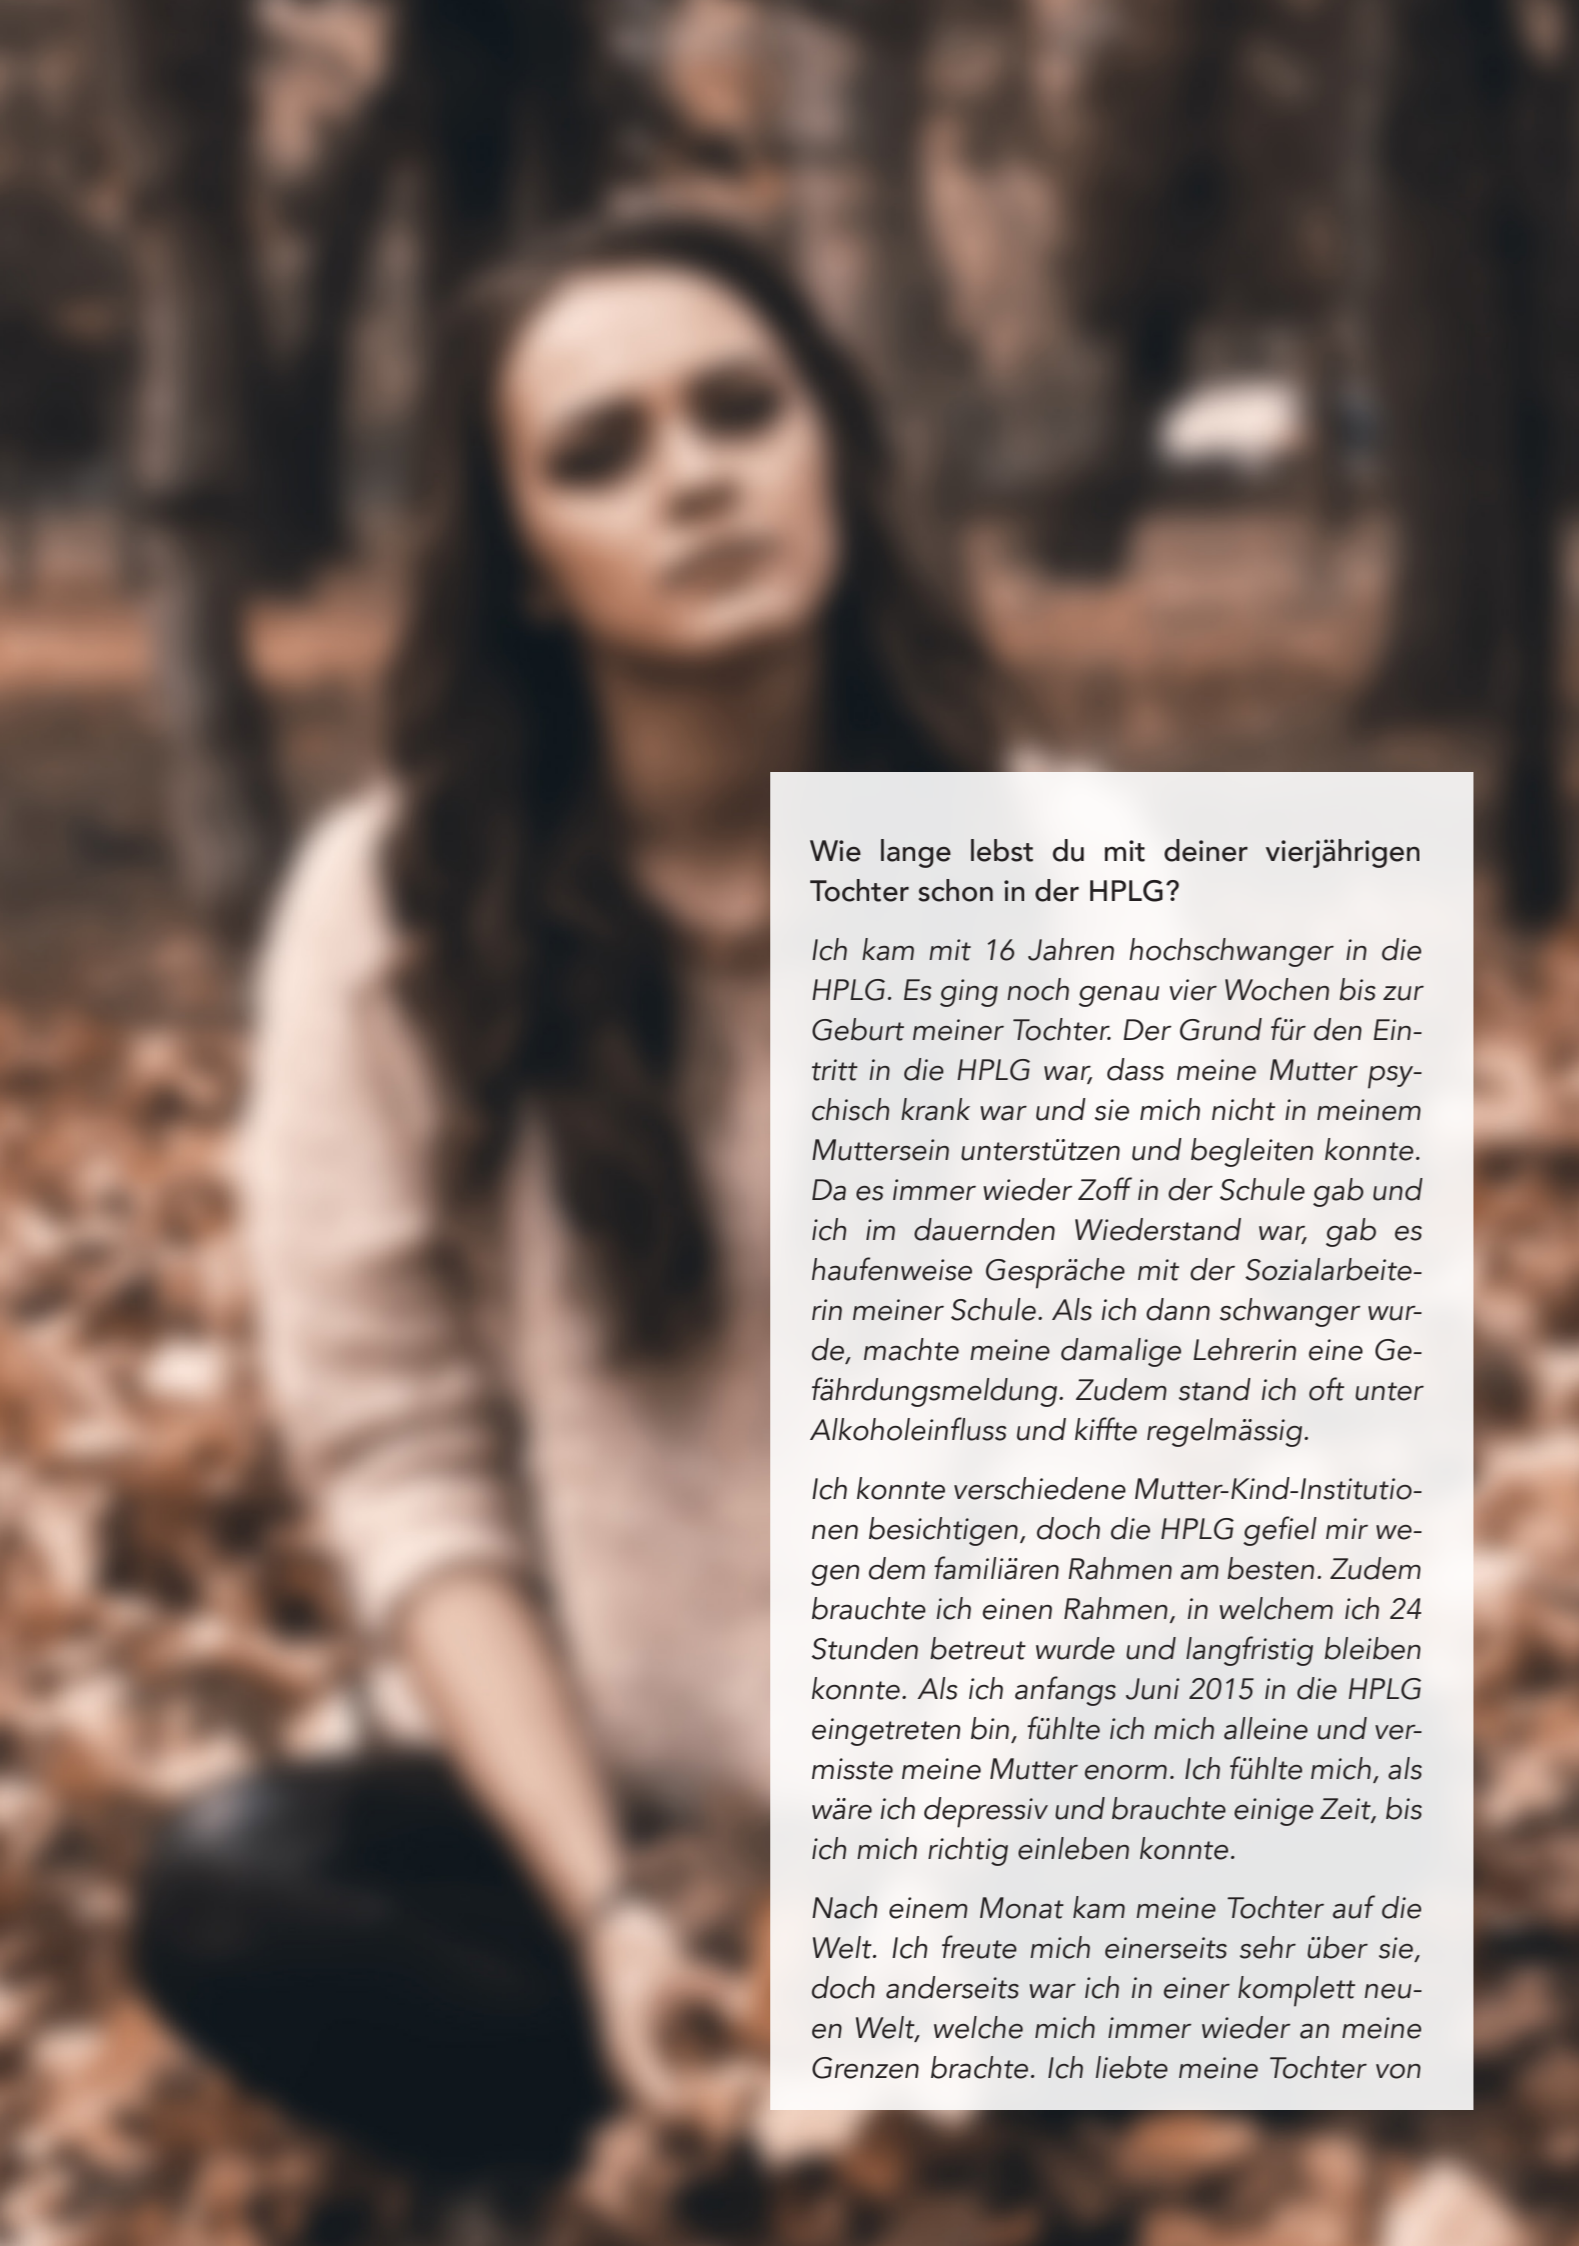 Wie lange lebst du mit deiner vierjährigen
Tochter schon in der HPLG?
Ich kam mit 16 Jahren hochschwanger in die
HPLG. Es ging noch genau vier Wochen bis zur
Geburt meiner Tochter. Der Grund für den Ein-
tritt in die HPLG war, dass meine Mutter psy-
chisch krank war und sie mich nicht in meinem
Muttersein unterstützen und begleiten konnte.
Da es immer wieder Zoff in der Schule gab und
ich im dauernden Wiederstand war, gab es
haufenweise Gespräche mit der Sozialarbeite-
rin meiner Schule. Als ich dann schwanger wur-
de, machte meine damalige Lehrerin eine Ge-
fährdungsmeldung. Zudem stand ich oft unter
Alkoholeinfluss und kiffte regelmässig.
Ich konnte verschiedene Mutter-Kind-Institutio-
nen besichtigen, doch die HPLG gefiel mir we-
gen dem familiären Rahmen am besten. Zudem
brauchte ich einen Rahmen, in welchem ich 24
Stunden betreut wurde und langfristig bleiben
konnte. Als ich anfangs Juni 2015 in die HPLG
eingetreten bin, fühlte ich mich alleine und ver-
misste meine Mutter enorm. Ich fühlte mich, als
wäre ich depressiv und brauchte einige Zeit, bis
ich mich richtig einleben konnte.
Nach einem Monat kam meine Tochter auf die
Welt. Ich freute mich einerseits sehr über sie,
doch anderseits war ich in einer komplett neu-
en Welt, welche mich immer wieder an meine
Grenzen brachte. Ich liebte meine Tochter von